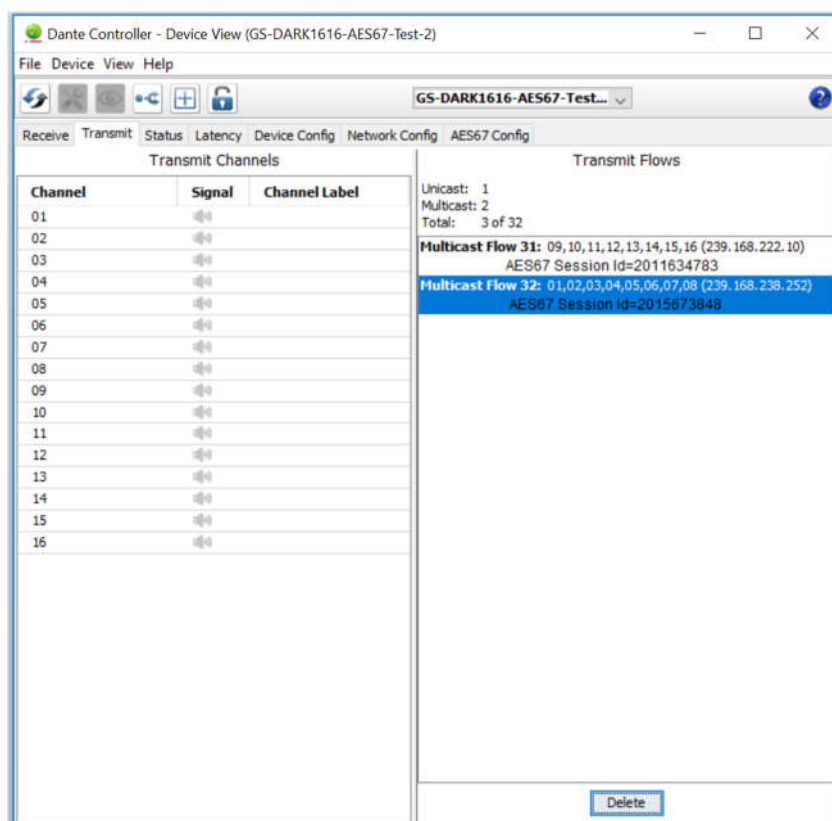 Dante Controller - Device View (GS-DARK1616-AES67-Test-2)
File Device View Help
GS-DARK1616-AES67-Test...
?
Receive Transmit Status Latency Device Config Network Config AES67 Config
Transmit Channels
Channel Signal Channel Label
01
02
03
04
05
06
07
08
09
10
11
12
13
14
15
16
Transmit Flows
Unicast: 1
Multicast: 2
Total: 3 of 32
Multicast Flow 31: 09,10,11,12,13,14,15,16 (239.168.222.10)
AES67 Session Id=2011634783
Multicast Flow 32: 01,02,03,04,05,06,07,08 (239.168.238.252)
AES67 Session Id=2015673848
Delete